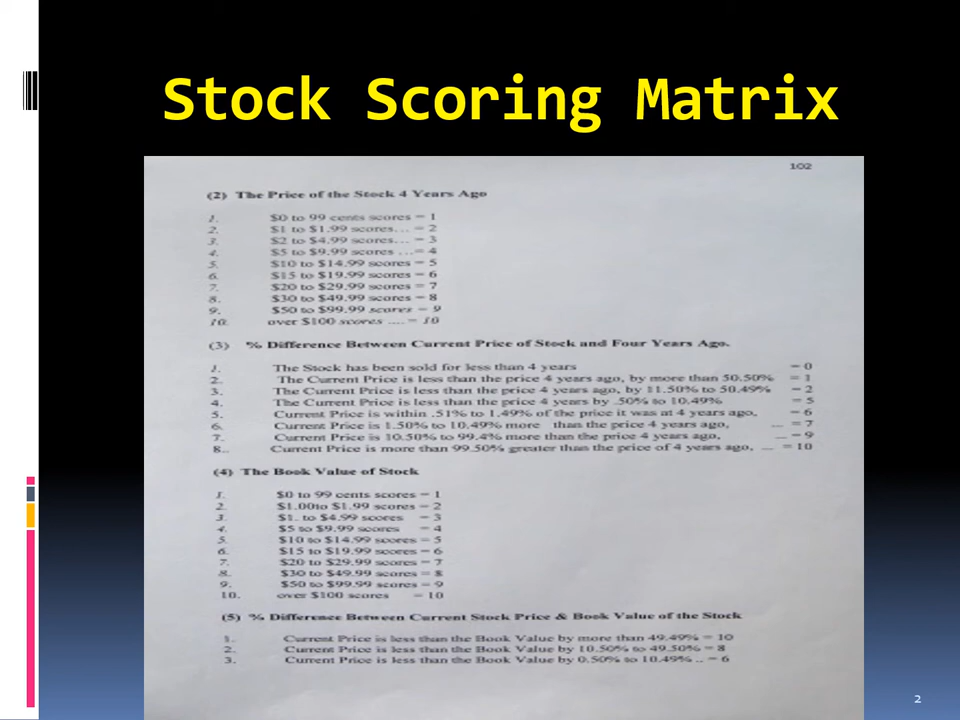 Stock Scoring Matrix
102
(2) The Price of the Stock 4 Years Ago
1. $0 to 99 cents scores = 1
2. $1 to $1.99 scores... = 2
3. $2 to $4.99 scores... = 3
4. $5 to $9.99 scores ...= 4
5. $10 to $14.99 scores = 5
6. $15 to $19.99 scores = 6
7. $20 to $29.99 scores = 7
8. $30 to $49.99 scores = 8
9. $50 to $99.99 scores = 9
10. over $100 scores .... = 10
(3) % Difference Between Current Price of Stock and Four Years Ago.
1. The Stock has been sold for less than 4 years = 0
2. The Current Price is less than the price 4 years ago, by more than 50.50% = 1
3. The Current Price is less than the price 4 years ago, by 11.50% to 50.49% = 2
4. The Current Price is less than the price 4 years by .50% to 10.49% = 5
5. Current Price is within .51% to 1.49% of the price it was at 4 years ago, = 6
6. Current Price is 1.50% to 10.49% more than the price 4 years ago, ... = 7
7. Current Price is 10.50% to 99.4% more than the price 4 years ago, ... = 9
8.. Current Price is more than 99.50% greater than the price of 4 years ago, ... = 10
(4) The Book Value of Stock
1. $0 to 99 cents scores = 1
2. $1.00to $1.99 scores = 2
3. $1. to $4.99 scores = 3
4. $5 to $9.99 scores = 4
5. $10 to $14.99 scores = 5
6. $15 to $19.99 scores = 6
7. $20 to $29.99 scores = 7
8. $30 to $49.99 scores = 8
9. $50 to $99.99 scores = 9
10. over $100 scores = 10
(5) % Difference Between Current Stock Price & Book Value of the Stock
1. Current Price is less than the Book Value by more than 49.49% = 10
2. Current Price is less than the Book Value by 10.50% to 49.50% = 8
3. Current Price is less than the Book Value by 0.50% to 10.49% .. = 6
2